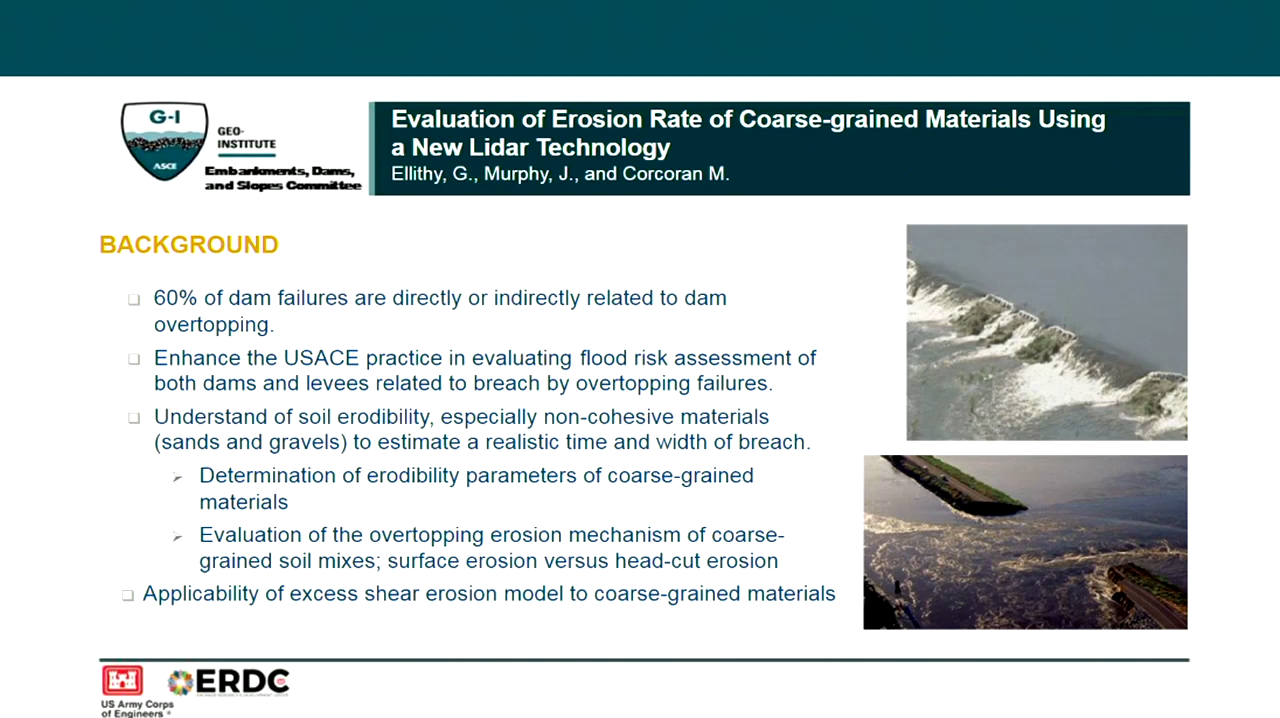 G-I
ASCE
GEO-
INSTITUTE
Embankments, Dams,
and Slopes Committee
Evaluation of Erosion Rate of Coarse-grained Materials Using
a New Lidar Technology
Ellithy, G., Murphy, J., and Corcoran M.
BACKGROUND
60% of dam failures are directly or indirectly related to dam
overtopping.
Enhance the USACE practice in evaluating flood risk assessment of
both dams and levees related to breach by overtopping failures.
Understand of soil erodibility, especially non-cohesive materials
(sands and gravels) to estimate a realistic time and width of breach.
Determination of erodibility parameters of coarse-grained
materials
Evaluation of the overtopping erosion mechanism of coarse-
grained soil mixes; surface erosion versus head-cut erosion
Applicability of excess shear erosion model to coarse-grained materials
US Army Corps
of Engineers
ERDC